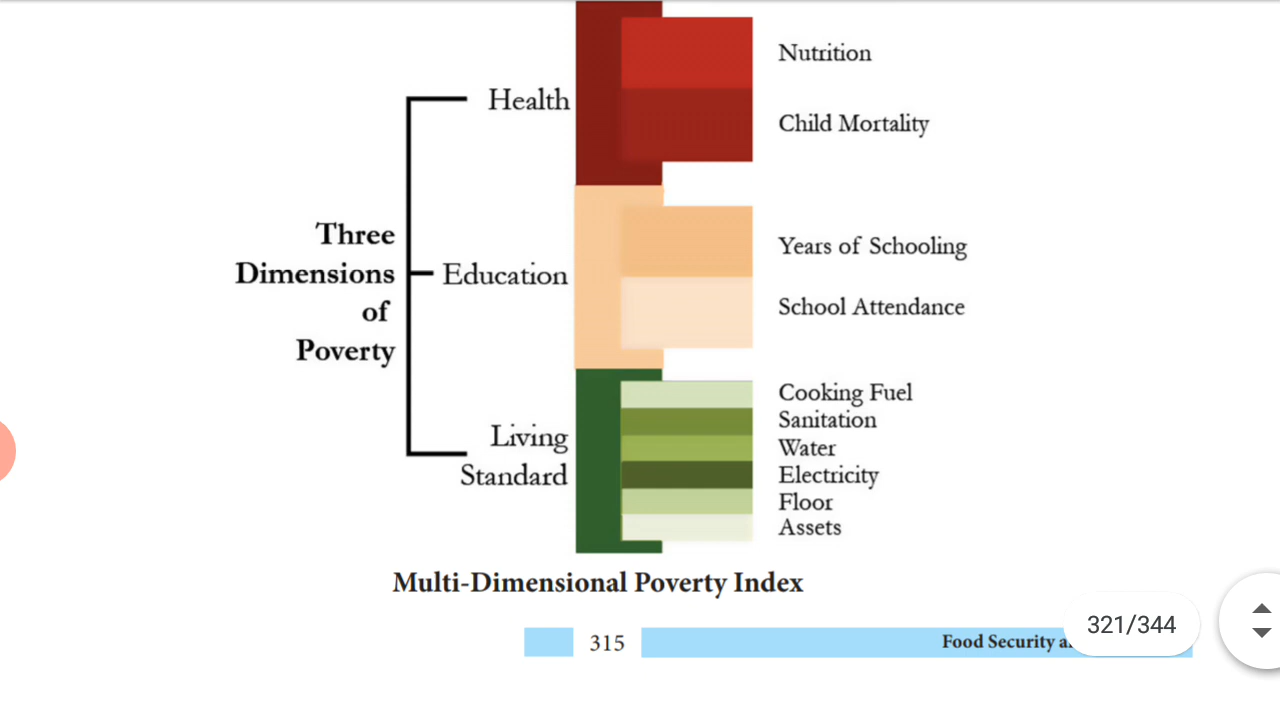 Three
Dimensions
of
Poverty
Health
Nutrition
Child Mortality
Education
Years of Schooling
School Attendance
Living
Standard
Cooking Fuel
Sanitation
Water
Electricity
Floor
Assets
Multi-Dimensional Poverty Index
315
Food Security
321/344